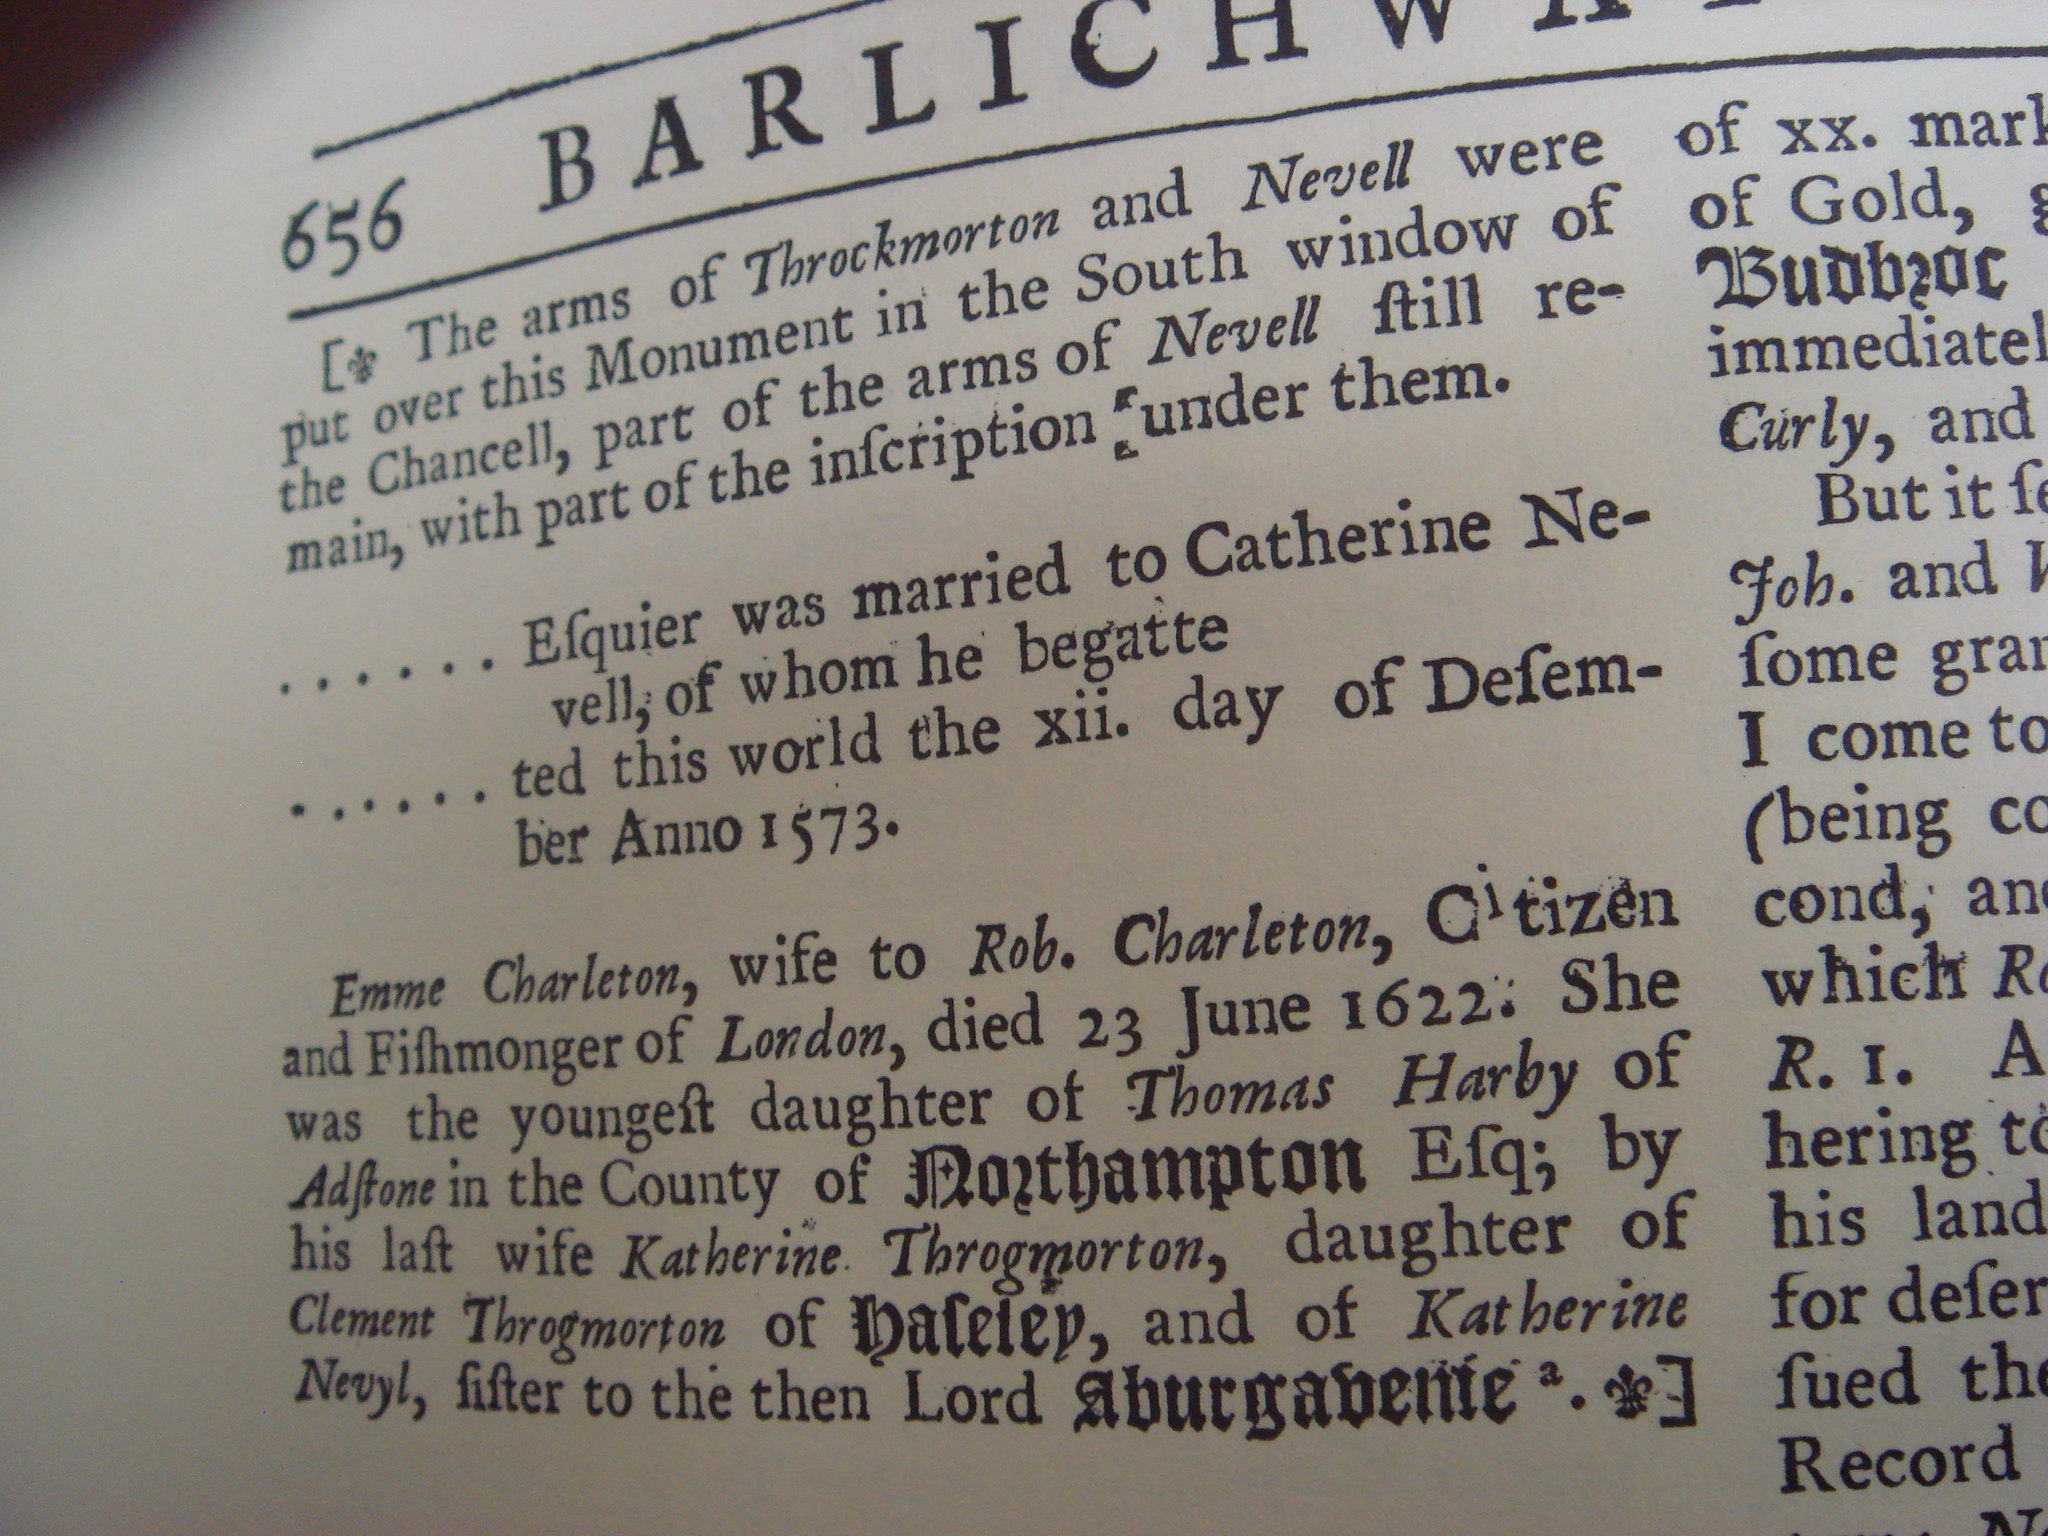 656 BARLICHWA
[⚜ The arms of Throckmorton and Nevell were
put over this Monument in the South window of
the Chancell, part of the arms of Nevell ſtill re-
main, with part of the inſcription under them.
...... Eſquier was married to Catherine Ne-
vell, of whom he begatte
...... ted this world the xii. day of Deſem-
ber Anno 1573.
Emme Charleton, wife to Rob. Charleton, Citizen
and Fiſhmonger of London, died 23 June 1622: She
was the youngeſt daughter of Thomas Harby of
Adſtone in the County of Northampton Eſq; by
his laſt wife Katherine Throgmorton, daughter of
Clement Throgmorton of Haſeley, and of Katherine
Nevyl, ſiſter to the then Lord Aburgavenie ᵃ. ⚜]
of xx. mark
of Gold,
Budbroc
immediatel
Curly, and
But it ſe
Joh. and
ſome gran
I come to
(being co
cond, an
which Ro
R. 1. A
hering to
his land
for deſer
ſued the
Record